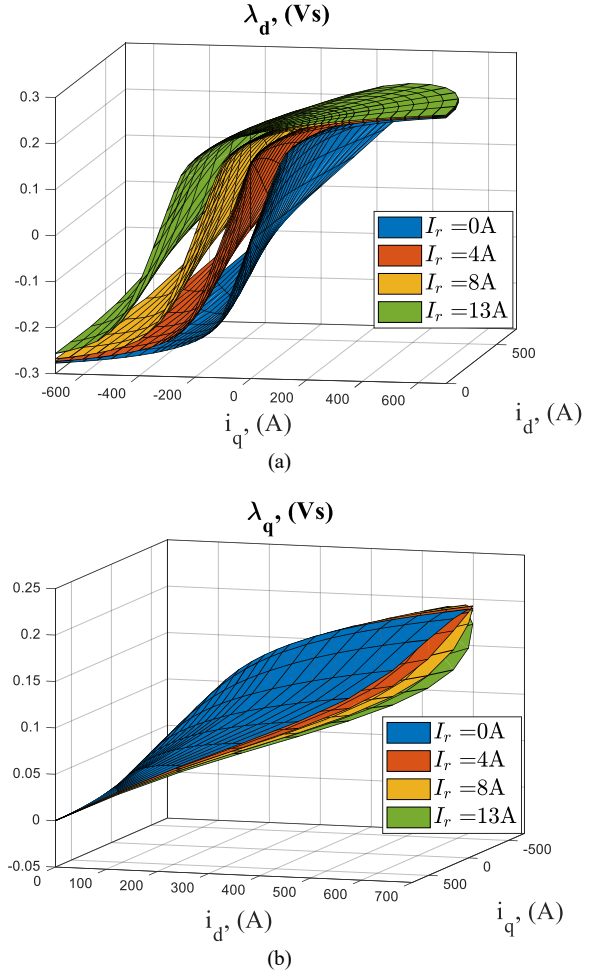 λd, (Vs)
0.3
0.2
0.1
0
-0.1
-0.2
-0.3
-600
-400
-200
0
200
400
600
0
500
iq, (A)
id, (A)
Ir =0A
Ir =4A
Ir =8A
Ir =13A
(a)
λq, (Vs)
0.25
0.2
0.15
0.1
0.05
0
-0.05
0
100
200
300
400
500
600
700
500
0
-500
id, (A)
iq, (A)
Ir =0A
Ir =4A
Ir =8A
Ir =13A
(b)